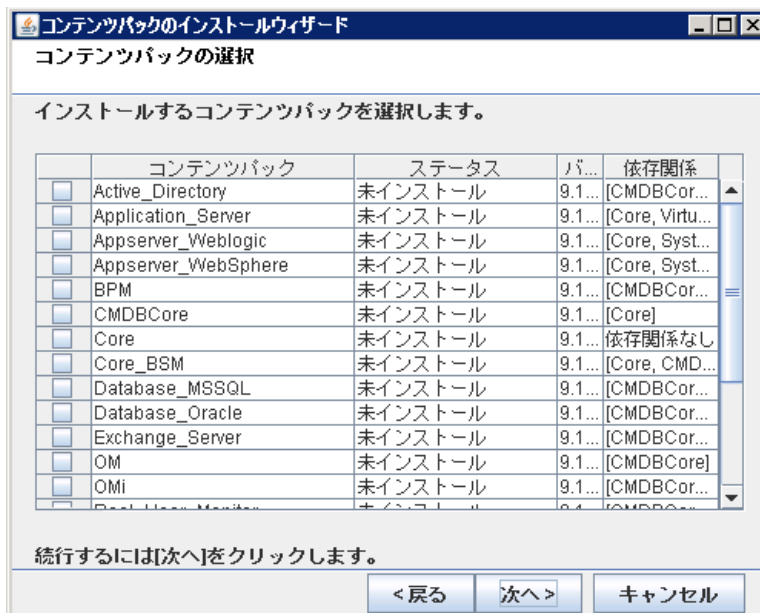 コンテンツパックのインストールウィザード
コンテンツパックの選択
インストールするコンテンツパックを選択します。
コンテンツパック ステータス バ... 依存関係
Active_Directory 未インストール 9.1... [CMDBCor...
Application_Server 未インストール 9.1... [Core, Virtu...
Appserver_Weblogic 未インストール 9.1... [Core, Syst...
Appserver_WebSphere 未インストール 9.1... [Core, Syst...
BPM 未インストール 9.1... [CMDBCor...
CMDBCore 未インストール 9.1... [Core]
Core 未インストール 9.1... 依存関係なし
Core_BSM 未インストール 9.1... [Core, CMD...
Database_MSSQL 未インストール 9.1... [CMDBCor...
Database_Oracle 未インストール 9.1... [CMDBCor...
Exchange_Server 未インストール 9.1... [CMDBCor...
OM 未インストール 9.1... [CMDBCore]
OMi 未インストール 9.1... [CMDBCor...
続行するには[次へ]をクリックします。
<戻る 次へ> キャンセル